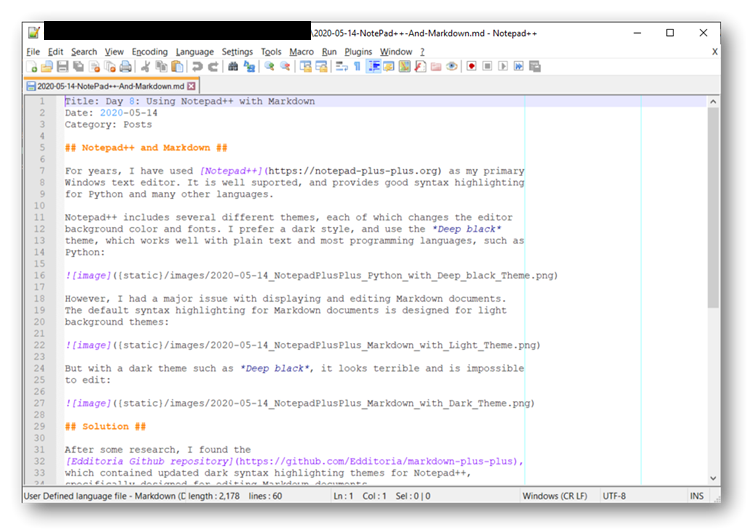 \2020-05-14-NotePad++-And-Markdown.md - Notepad++
File Edit Search View Encoding Language Settings Tools Macro Run Plugins Window ? X
2020-05-14-NotePad++-And-Markdown.md
1 Title: Day 8: Using Notepad++ with Markdown
2 Date: 2020-05-14
3 Category: Posts
4
5 ## Notepad++ and Markdown ##
6
7 For years, I have used [Notepad++](https://notepad-plus-plus.org) as my primary
8 Windows text editor. It is well suported, and provides good syntax highlighting
9 for Python and many other languages.
10
11 Notepad++ includes several different themes, each of which changes the editor
12 background color and fonts. I prefer a dark style, and use the *Deep black*
13 theme, which works well with plain text and most programming languages, such as
14 Python:
15
16 ![image]({static}/images/2020-05-14_NotepadPlusPlus_Python_with_Deep_black_Theme.png)
17
18 However, I had a major issue with displaying and editing Markdown documents.
19 The default syntax highlighting for Markdown documents is designed for light
20 background themes:
21
22 ![image]({static}/images/2020-05-14_NotepadPlusPlus_Markdown_with_Light_Theme.png)
23
24 But with a dark theme such as *Deep black*, it looks terrible and is impossible
25 to edit:
26
27 ![image]({static}/images/2020-05-14_NotepadPlusPlus_Markdown_with_Dark_Theme.png)
28
29 ## Solution ##
30
31 After some research, I found the
32 [Edditoria Github repository](https://github.com/Edditoria/markdown-plus-plus),
33 which contained updated dark syntax highlighting themes for Notepad++,
34 specifically designed for editing Markdown documents
User Defined language file - Markdown (D length : 2,178 lines : 60 Ln : 1 Col : 1 Sel : 0 | 0 Windows (CR LF) UTF-8 INS